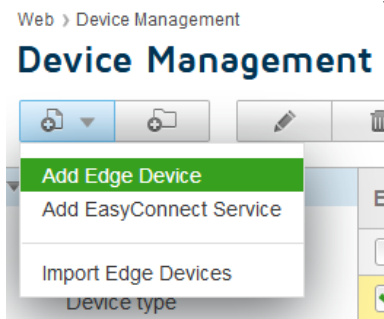 Web > Device Management
Device Management
Add Edge Device
Add EasyConnect Service
Import Edge Devices
Device type
E